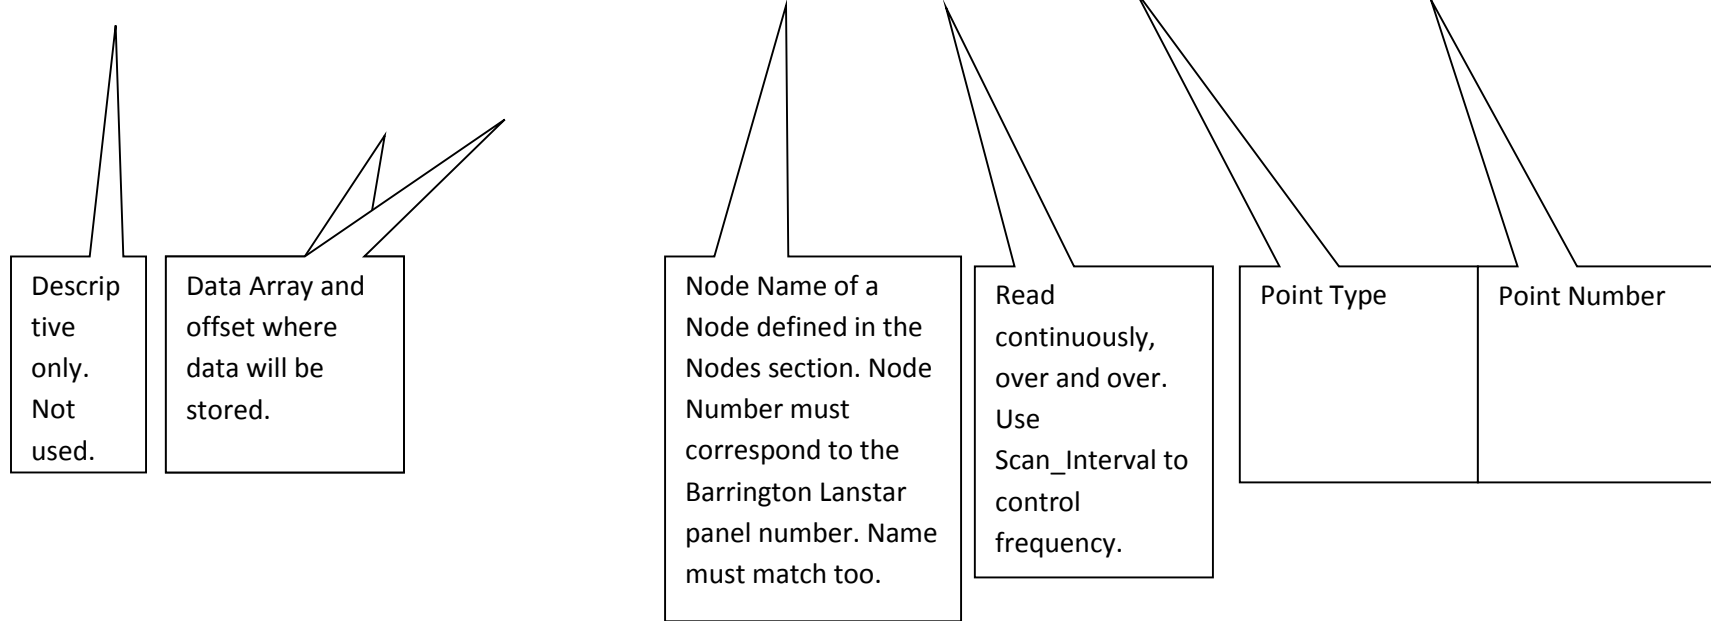 Descrip
tive
only.
Not
used.
Data Array and
offset where
data will be
stored.
Node Name of a
Node defined in the
Nodes section. Node
Number must
correspond to the
Barrington Lanstar
panel number. Name
must match too.
Read
continuously,
over and over.
Use
Scan_Interval to
control
frequency.
Point Type
Point Number